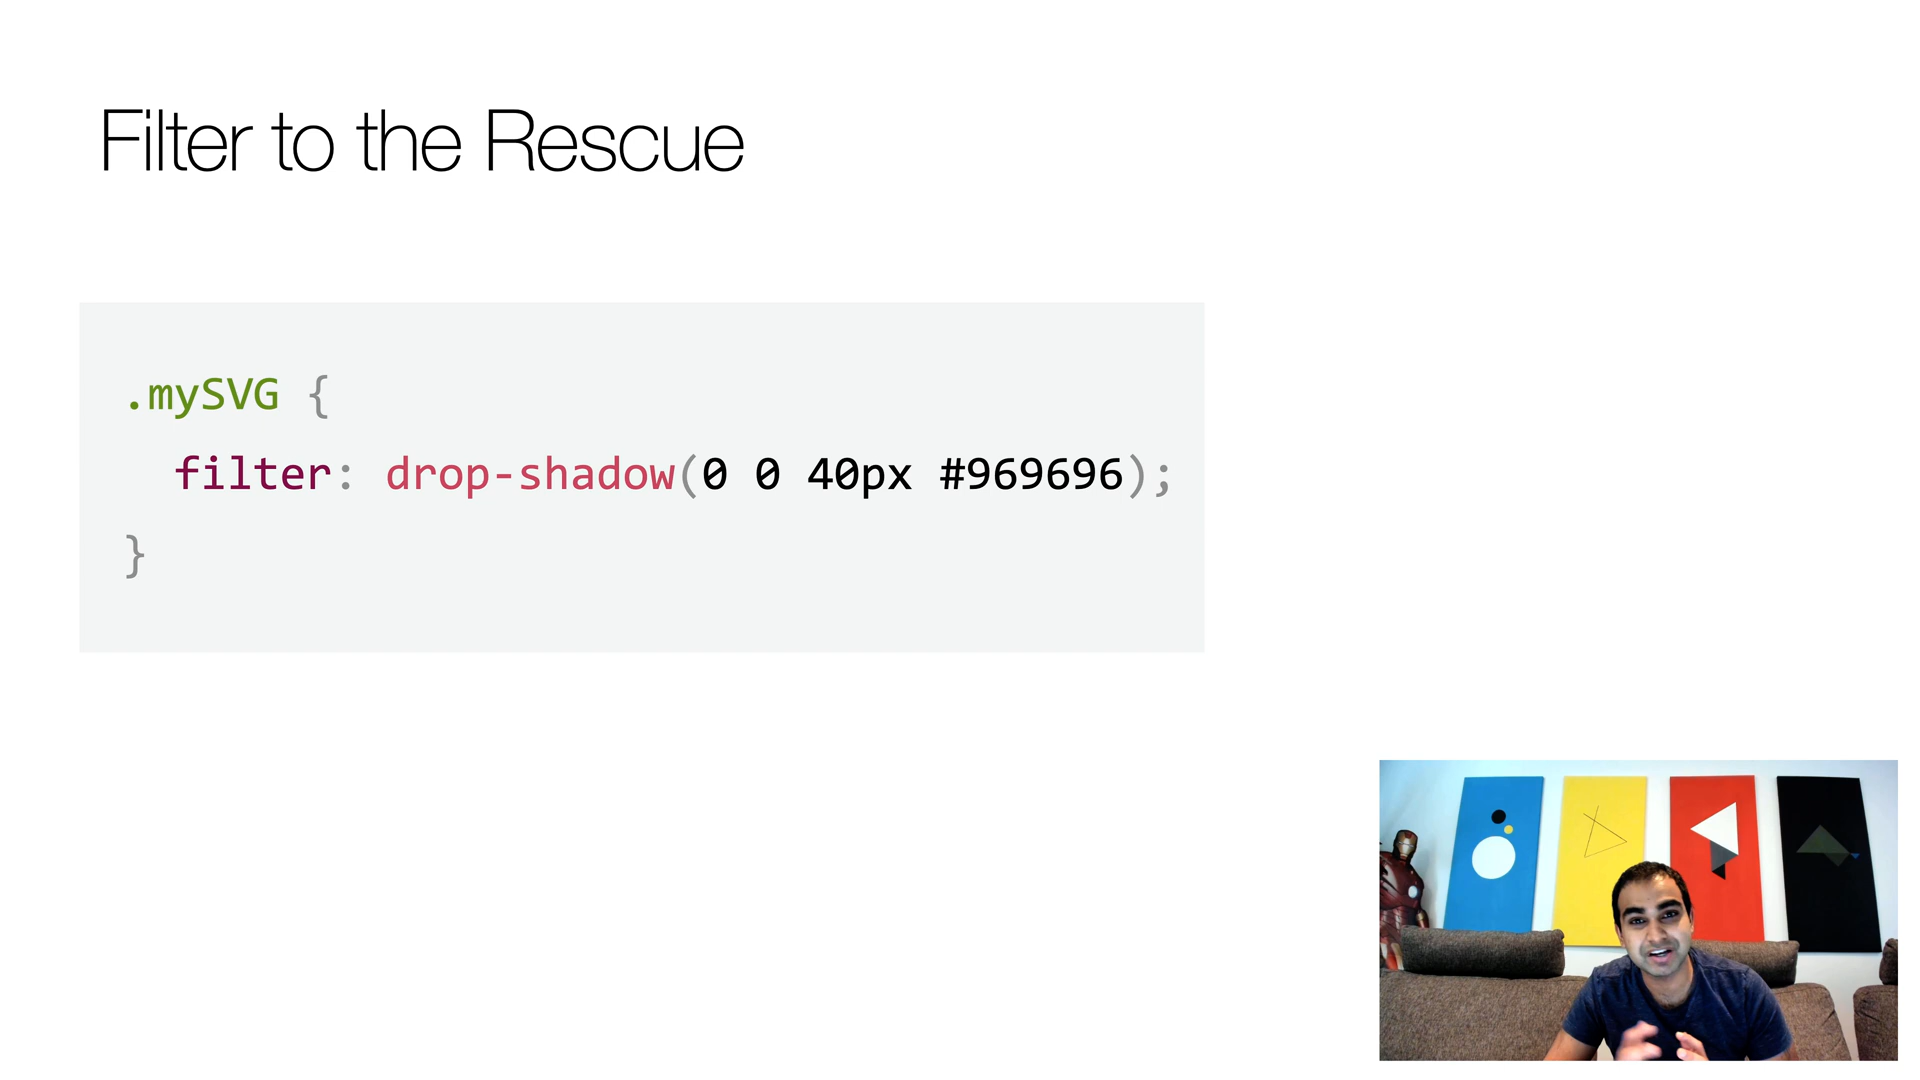 Filter to the Rescue
.mySVG {
filter: drop-shadow(0 0 40px #969696);
}